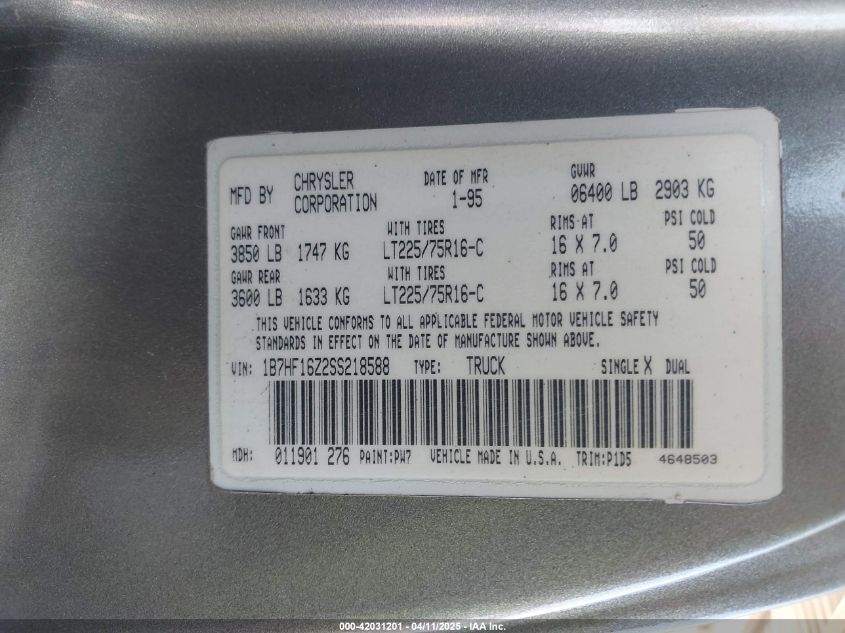 MFD BY CHRYSLER CORPORATION DATE OF MFR 1-95 GVWR 06400 LB 2903 KG
GAWR FRONT WITH TIRES RIMS AT PSI COLD
3850 LB 1747 KG LT225/75R16-C 16 X 7.0 50
GAWR REAR WITH TIRES RIMS AT PSI COLD
3600 LB 1633 KG LT225/75R16-C 16 X 7.0 50
THIS VEHICLE CONFORMS TO ALL APPLICABLE FEDERAL MOTOR VEHICLE SAFETY
STANDARDS IN EFFECT ON THE DATE OF MANUFACTURE SHOWN ABOVE.
VIN: 1B7HF16Z2SS218588 TYPE: TRUCK SINGLE X DUAL
MDH: 011901 276 PAINT:PW7 VEHICLE MADE IN U.S.A. TRIM:P1D5 4648503
000-42031201 04/11/2025 IAA Inc.